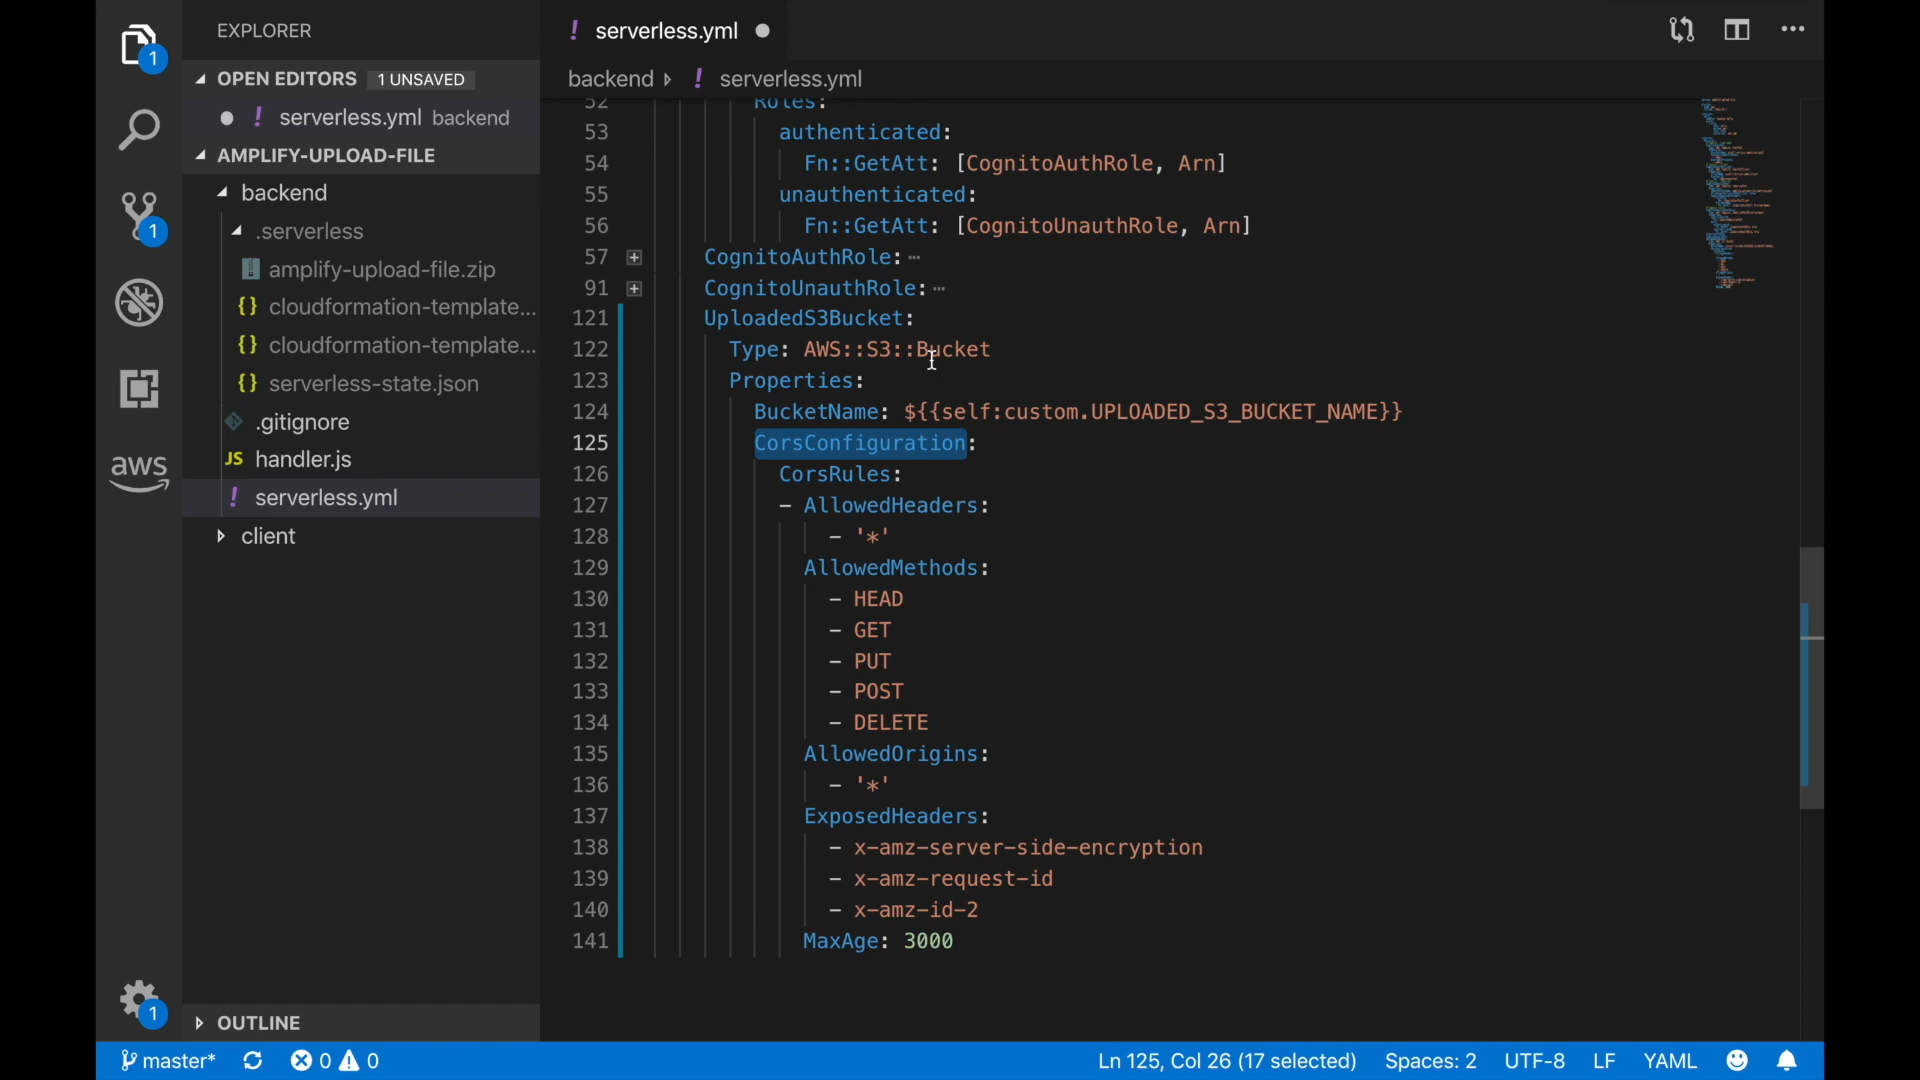 EXPLORER
OPEN EDITORS 1 UNSAVED
! serverless.yml backend
AMPLIFY-UPLOAD-FILE
backend
.serverless
amplify-upload-file.zip
{} cloudformation-template...
{} cloudformation-template...
{} serverless-state.json
.gitignore
JS handler.js
! serverless.yml
client
OUTLINE
1
1
aws
1
! serverless.yml
backend ! serverless.yml
52 Roles:
53 authenticated:
54 Fn::GetAtt: [CognitoAuthRole, Arn]
55 unauthenticated:
56 Fn::GetAtt: [CognitoUnauthRole, Arn]
57 CognitoAuthRole: ...
91 CognitoUnauthRole: ...
121 UploadedS3Bucket:
122 Type: AWS::S3::Bucket
123 Properties:
124 BucketName: ${{self:custom.UPLOADED_S3_BUCKET_NAME}}
125 CorsConfiguration:
126 CorsRules:
127 - AllowedHeaders:
128 - '*'
129 AllowedMethods:
130 - HEAD
131 - GET
132 - PUT
133 - POST
134 - DELETE
135 AllowedOrigins:
136 - '*'
137 ExposedHeaders:
138 - x-amz-server-side-encryption
139 - x-amz-request-id
140 - x-amz-id-2
141 MaxAge: 3000
master* 0 0 Ln 125, Col 26 (17 selected) Spaces: 2 UTF-8 LF YAML